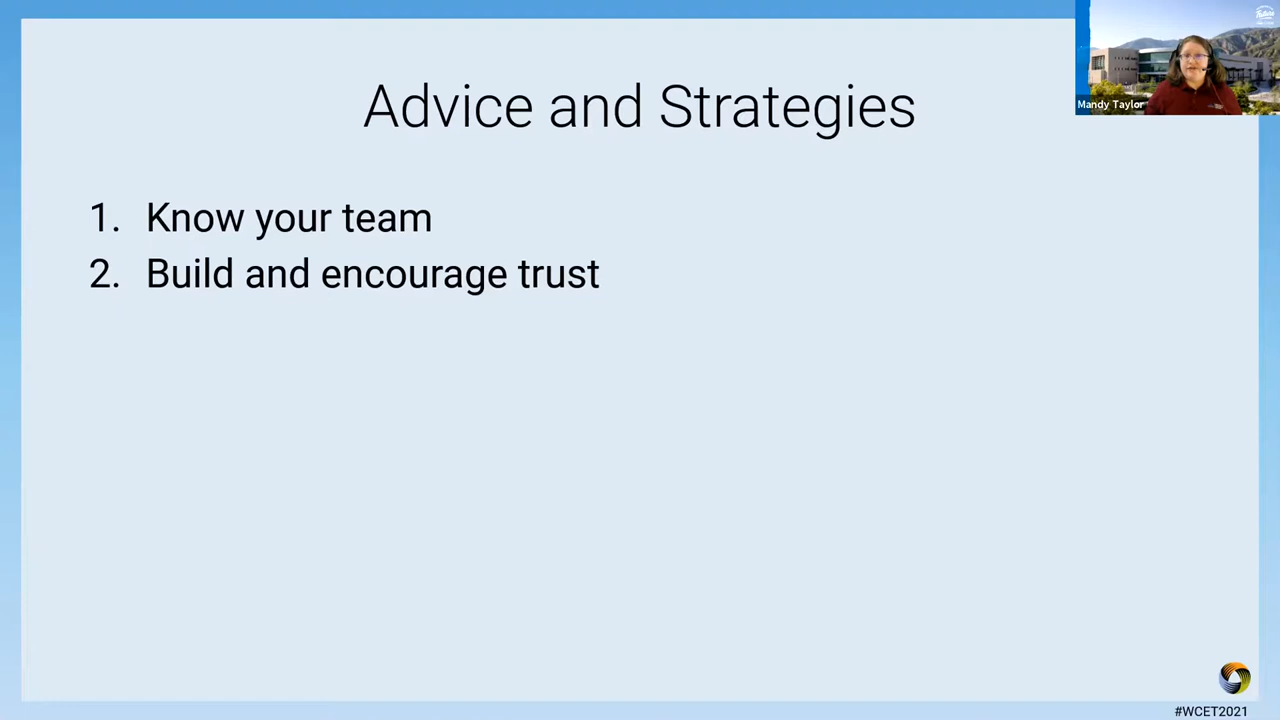 Advice and Strategies
Mandy Taylor
1. Know your team
2. Build and encourage trust
#WCET2021